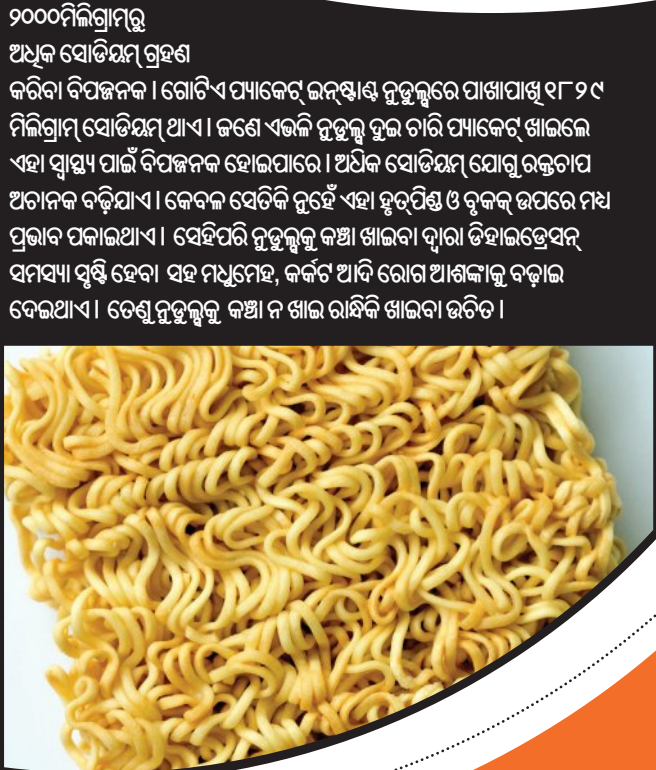 ୨୦୦୦ମିଲିଗ୍ରାମ୍‌ରୁ
ଅଧିକ ସୋଡିୟମ୍ ଗ୍ରହଣ
କରିବା ବିପଜ୍ଜନକ । ଗୋଟିଏ ପ୍ୟାକେଟ୍ ଇନ୍‌ଷ୍ଟାଣ୍ଟ ନୁଡୁଲ୍ସରେ ପାଖାପାଖି ୧୮୨୯
ମିଲିଗ୍ରାମ୍ ସୋଡିୟମ୍ ଥାଏ । ଜଣେ ଏଭଳି ନୁଡୁଲ୍ସ ଦୁଇ ଚାରି ପ୍ୟାକେଟ୍ ଖାଇଲେ
ଏହା ସ୍ୱାସ୍ଥ୍ୟ ପାଇଁ ବିପଜ୍ଜନକ ହୋଇପାରେ । ଅଧିକ ସୋଡିୟମ୍ ଯୋଗୁ ରକ୍ତଚାପ
ଅଚାନକ ବଢ଼ିଯାଏ । କେବଳ ସେତିକି ନୁହେଁ ଏହା ହୃତ୍‌ପିଣ୍ଡ ଓ ବୃକକ୍ ଉପରେ ମଧ୍ୟ
ପ୍ରଭାବ ପକାଇଥାଏ । ସେହିପରି ନୁଡୁଲ୍ସକୁ କଞ୍ଚା ଖାଇବା ଦ୍ୱାରା ଡିହାଇଡ୍ରେସନ୍
ସମସ୍ୟା ସୃଷ୍ଟି ହେବା ସହ ମଧୁମେହ, କର୍କଟ ଆଦି ରୋଗ ଆଶଙ୍କାକୁ ବଢ଼ାଇ
ଦେଇଥାଏ । ତେଣୁ ନୁଡୁଲ୍ସକୁ କଞ୍ଚା ନ ଖାଇ ରାନ୍ଧିକି ଖାଇବା ଉଚିତ ।